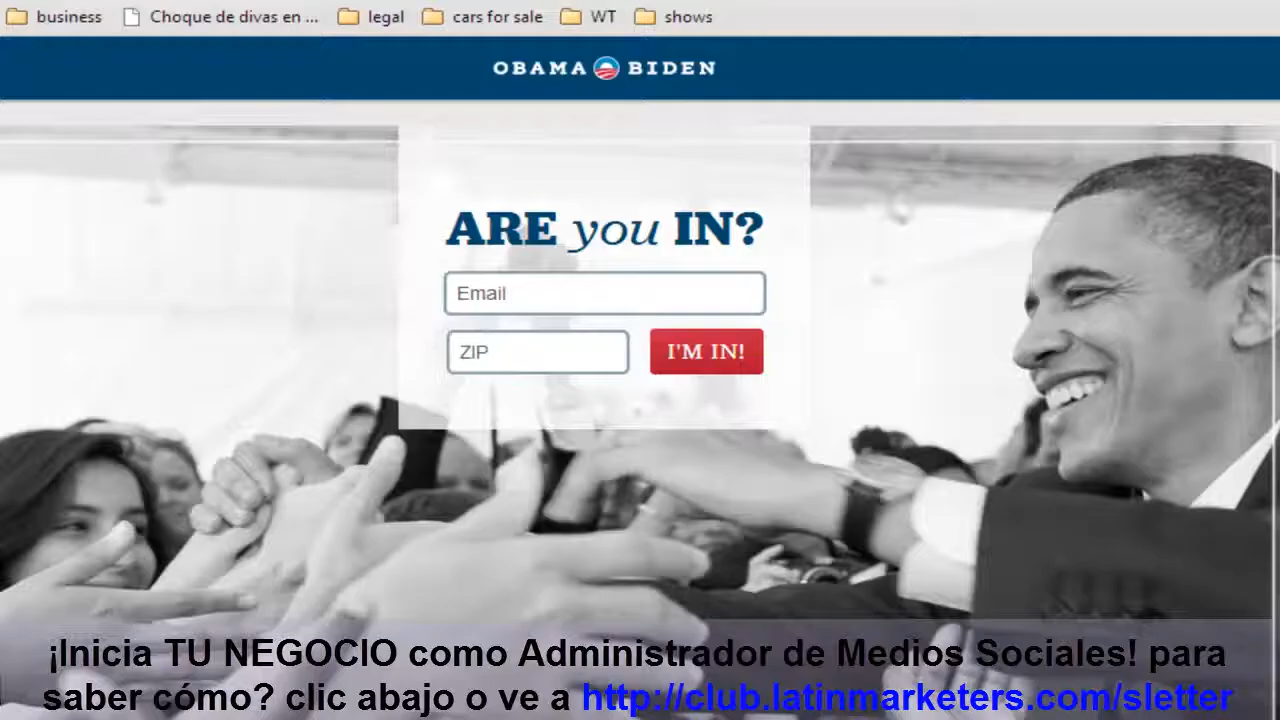 business Choque de divas en ... legal cars for sale WT shows
OBAMA BIDEN
ARE you IN?
Email
ZIP I'M IN!
¡Inicia TU NEGOCIO como Administrador de Medios Sociales! para
saber cómo? clic abajo o ve a http://club.latinmarketers.com/sletter